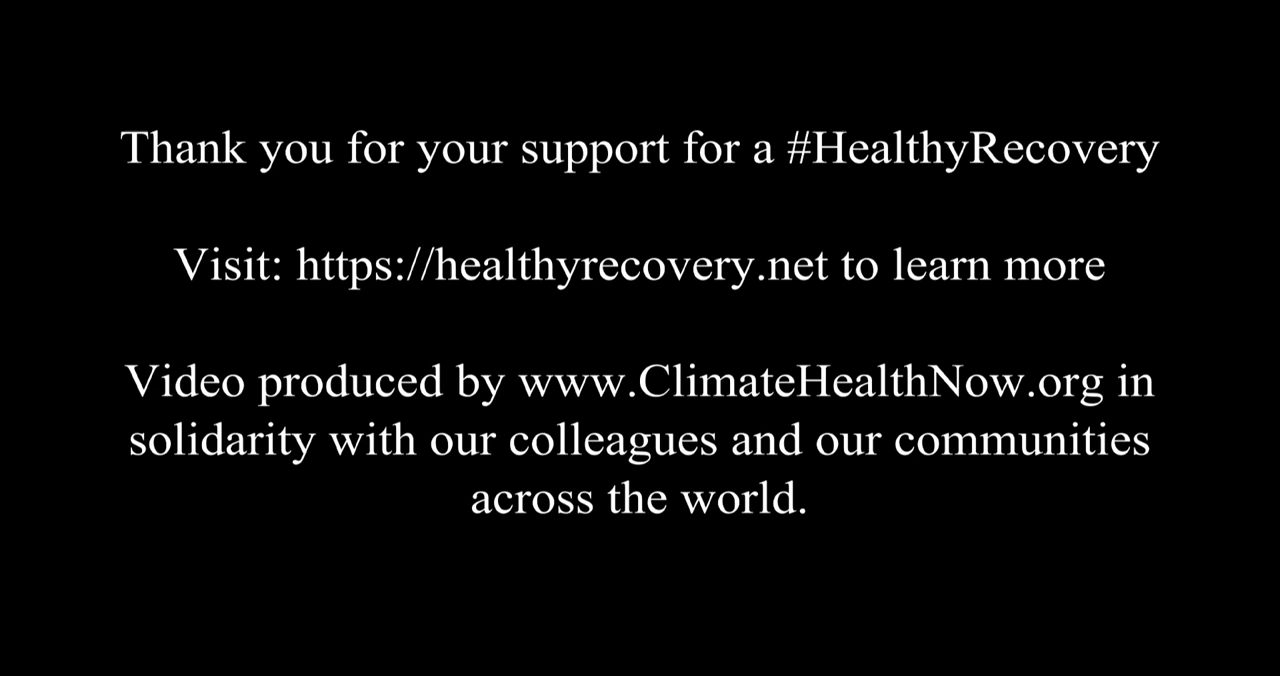 Thank you for your support for a #HealthyRecovery
Visit: https://healthyrecovery.net to learn more
Video produced by www.ClimateHealthNow.org in
solidarity with our colleagues and our communities
across the world.